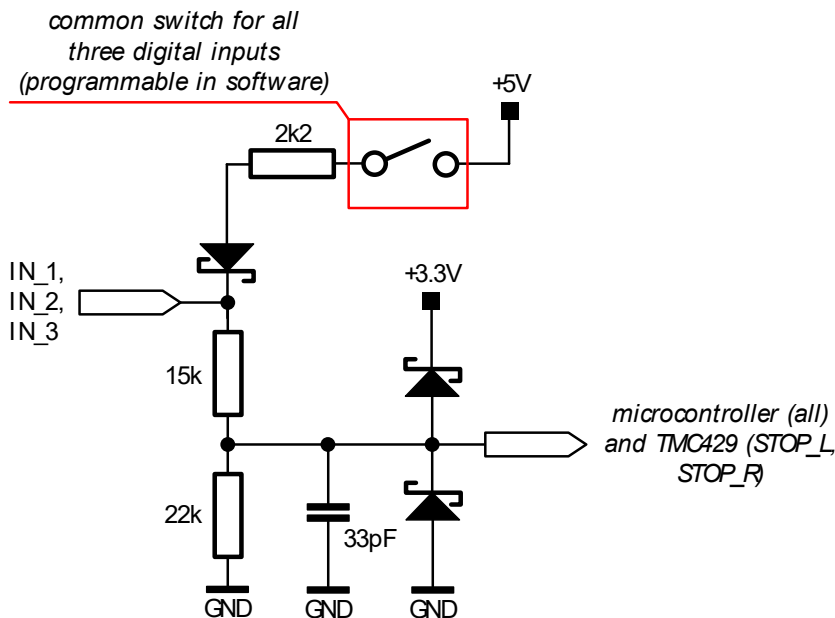 common switch for all
three digital inputs
(programmable in software)
+5V
2k2
IN_1,
IN_2,
IN_3
+3.3V
15k
microcontroller (all)
and TMC429 (STOP_L,
STOP_R)
22k
33pF
GND
GND
GND